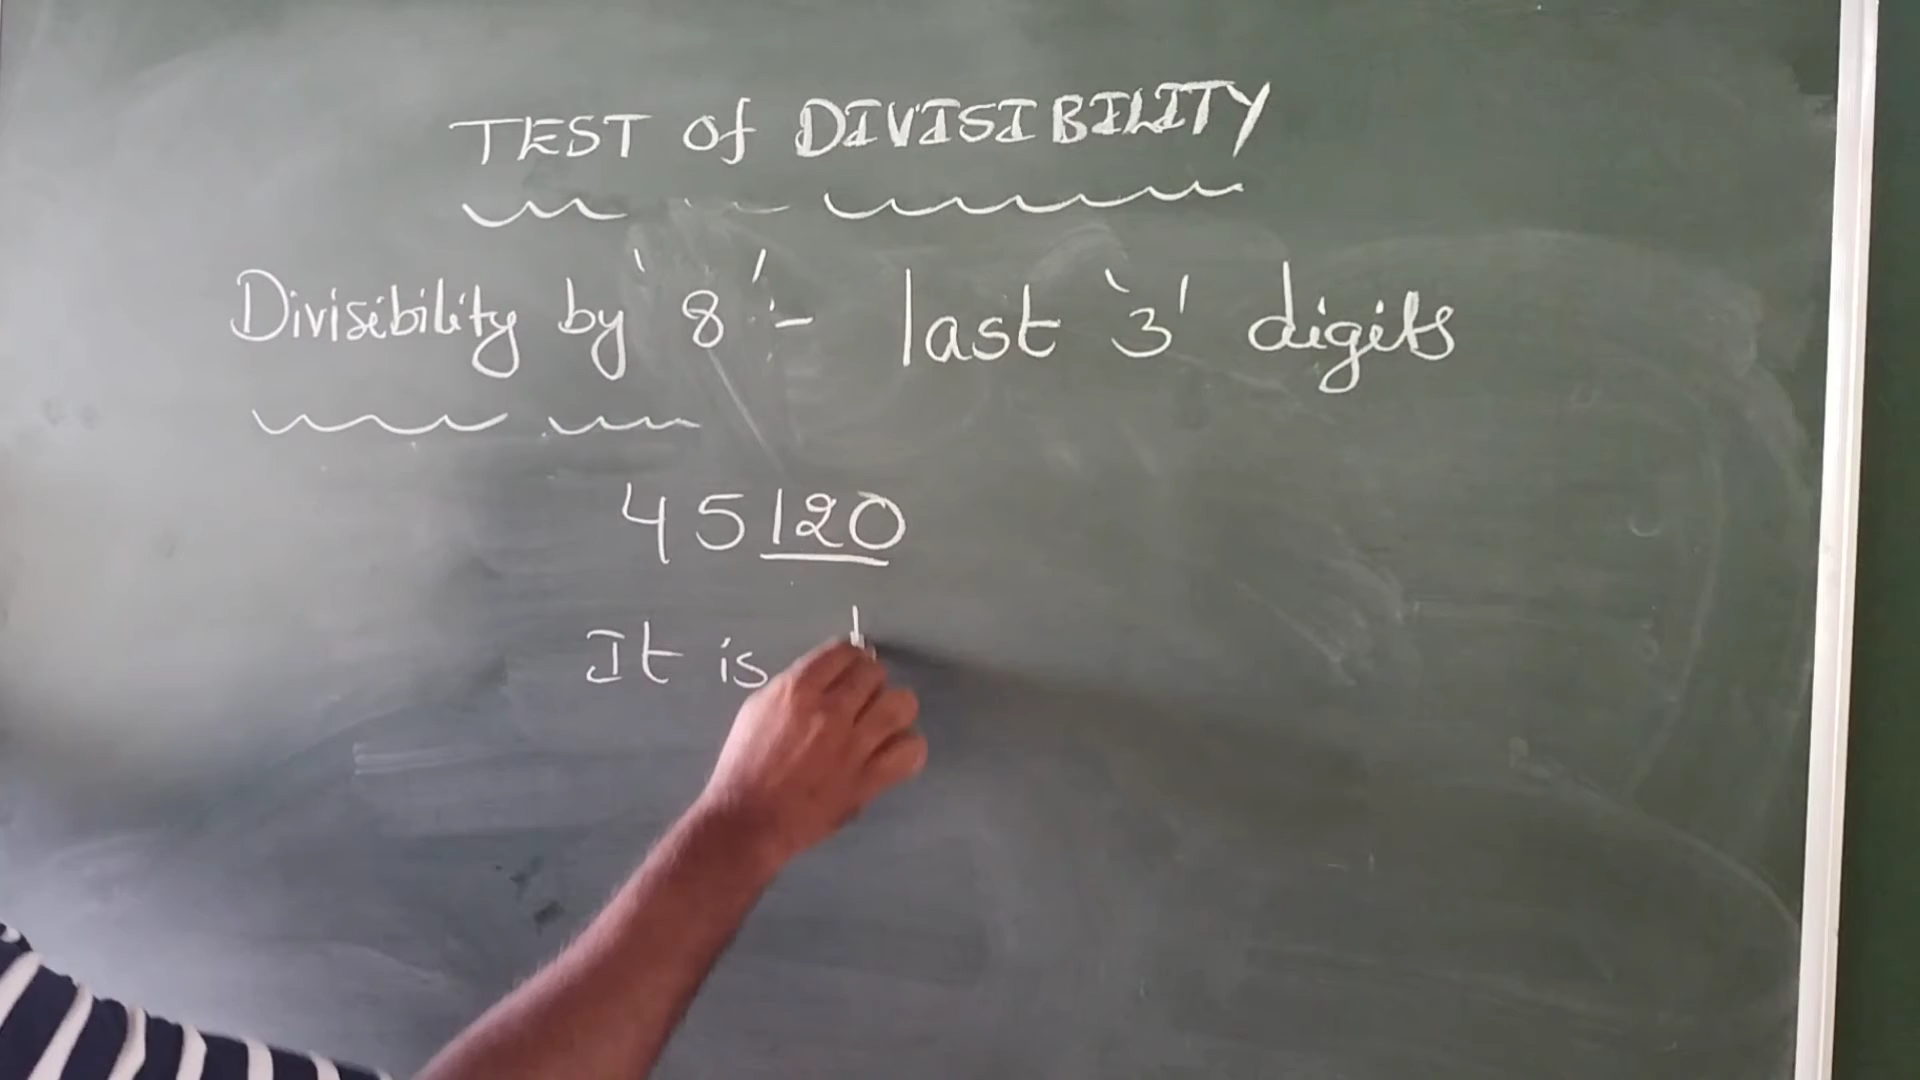 TEST of DIVISIBILITY
Divisibility by '8' - last '3' digits
45120
It is